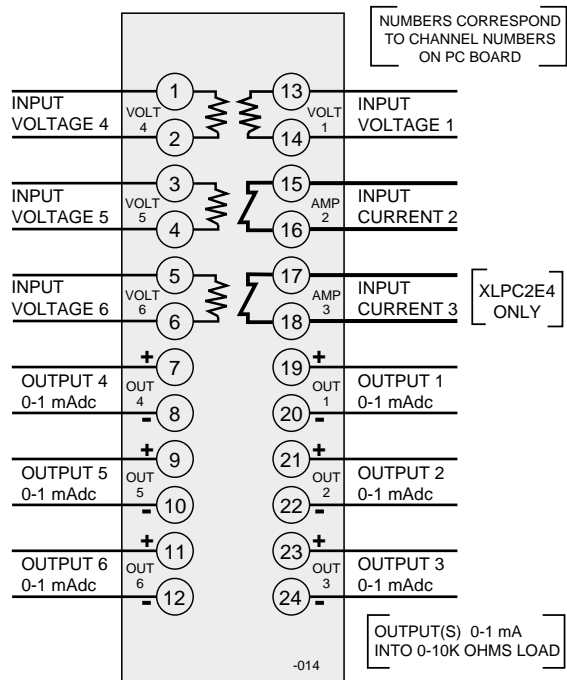 NUMBERS CORRESPOND
TO CHANNEL NUMBERS
ON PC BOARD
1
13
INPUT
VOLTAGE 4
VOLT
4
VOLT
1
INPUT
VOLTAGE 1
2
14
3
15
INPUT
VOLTAGE 5
VOLT
5
AMP
2
INPUT
CURRENT 2
4
16
5
17
INPUT
VOLTAGE 6
VOLT
6
AMP
3
INPUT
CURRENT 3
XLPC2E4
ONLY
6
18
+
7
19
+
OUTPUT 4
0-1 mAdc
OUT
4
OUT
1
OUTPUT 1
0-1 mAdc
-
8
20
-
+
9
21
+
OUTPUT 5
0-1 mAdc
OUT
5
OUT
2
OUTPUT 2
0-1 mAdc
-
10
22
-
+
11
23
+
OUTPUT 6
0-1 mAdc
OUT
6
OUT
3
OUTPUT 3
0-1 mAdc
-
12
24
-
OUTPUT(S) 0-1 mA
INTO 0-10K OHMS LOAD
-014